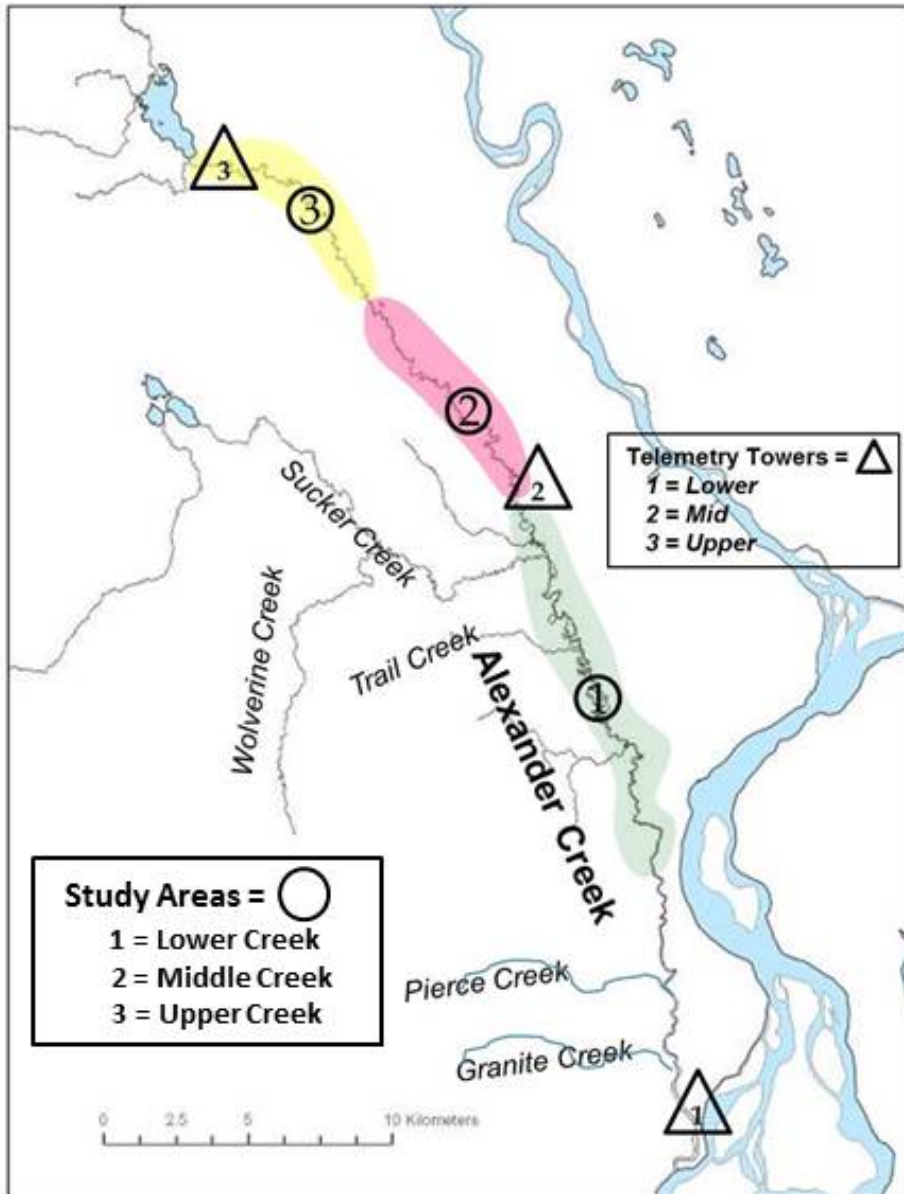 3
3
2
2
Telemetry Towers = △
1 = Lower
2 = Mid
3 = Upper
Sucker Creek
Wolverine Creek
Trail Creek
1
Alexander Creek
Study Areas = ◯
1 = Lower Creek
2 = Middle Creek
3 = Upper Creek
Pierce Creek
Granite Creek
1
0 2.5 5 10 Kilometers